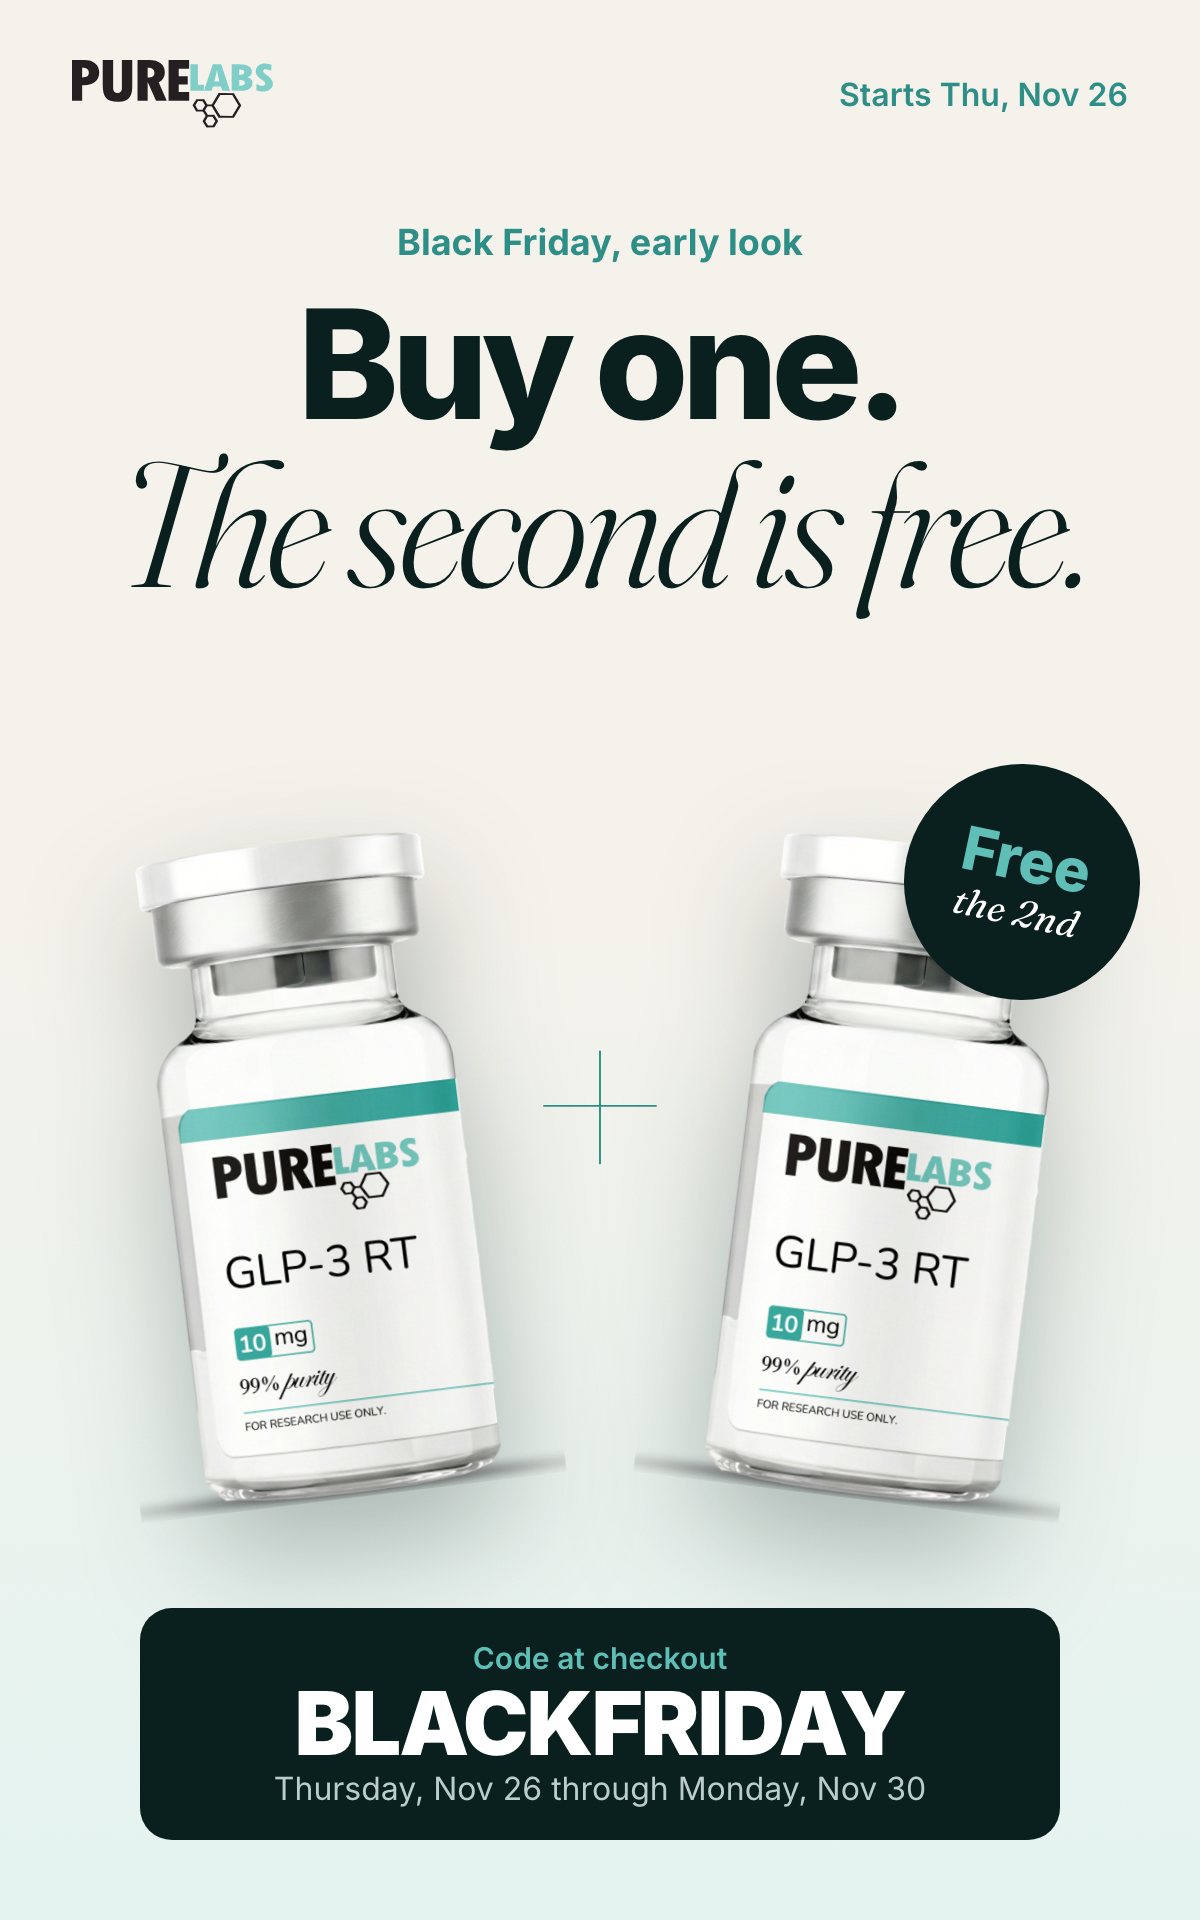 PURELABS
Starts Thu, Nov 26
Black Friday, early look
Buy one.
The second is free.
Free
the 2nd
PURELABS
GLP-3 RT
10 mg
99% purity
FOR RESEARCH USE ONLY.
PURELABS
GLP-3 RT
10 mg
99% purity
FOR RESEARCH USE ONLY.
Code at checkout
BLACKFRIDAY
Thursday, Nov 26 through Monday, Nov 30